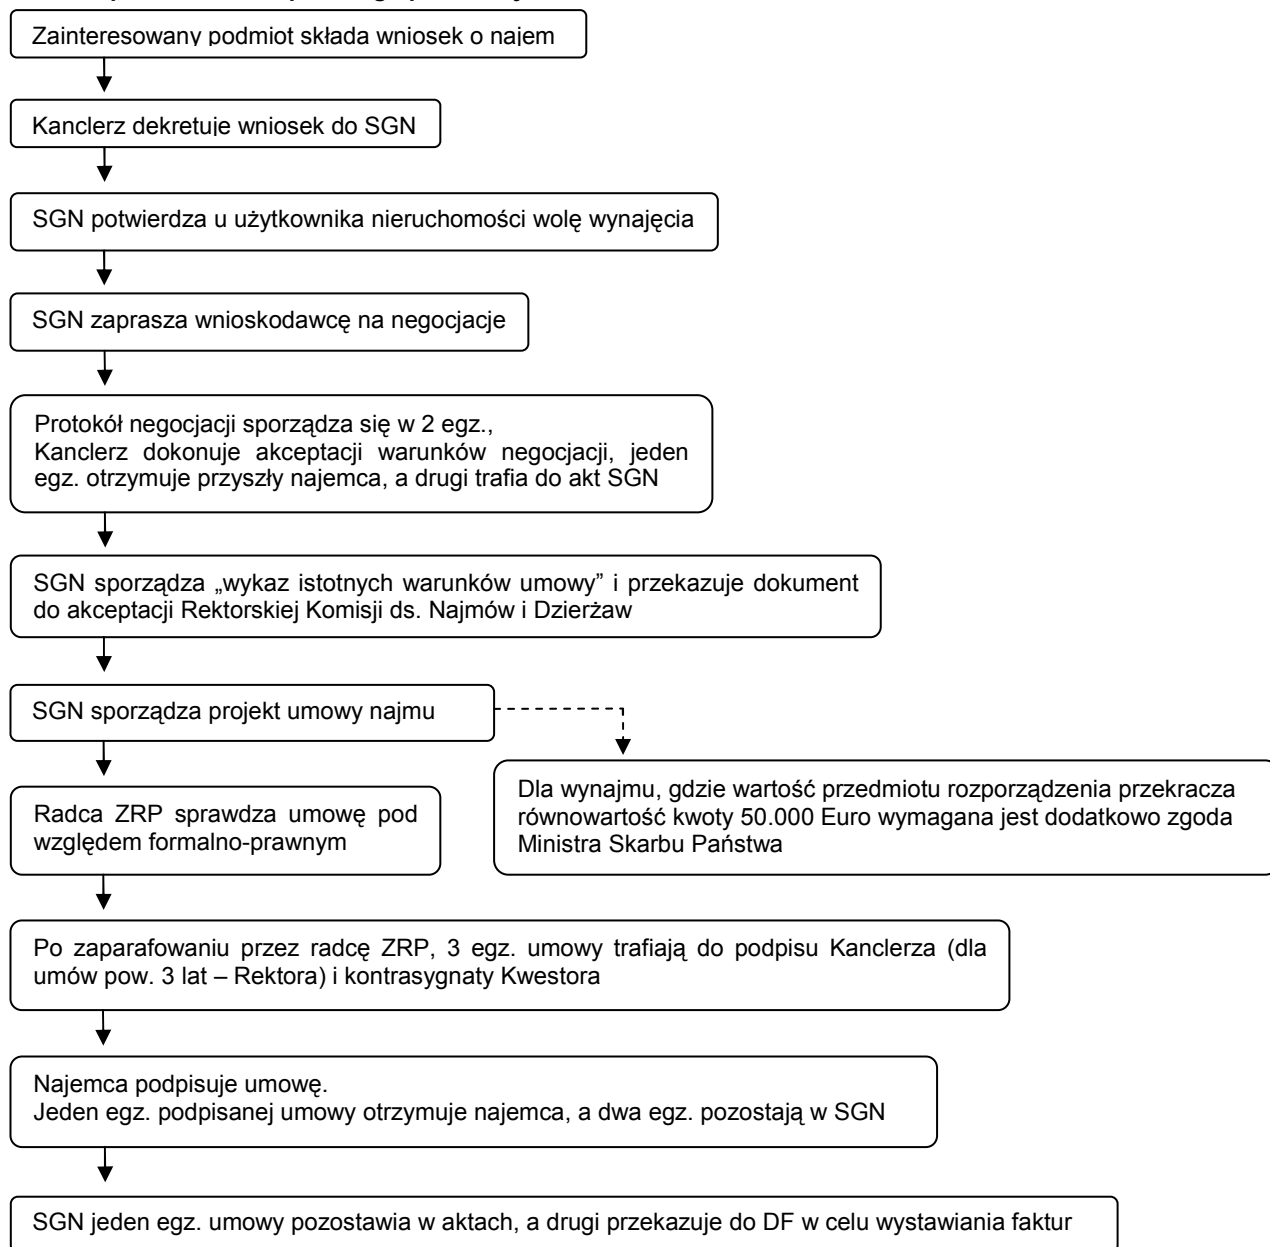 Zainteresowany podmiot składa wniosek o najem
Kanclerz dekretuje wniosek do SGN
SGN potwierdza u użytkownika nieruchomości wolę wynajęcia
SGN zaprasza wnioskodawcę na negocjacje
Protokół negocjacji sporządza się w 2 egz.,
Kanclerz dokonuje akceptacji warunków negocjacji, jeden
egz. otrzymuje przyszły najemca, a drugi trafia do akt SGN
SGN sporządza „wykaz istotnych warunków umowy” i przekazuje dokument
do akceptacji Rektorskiej Komisji ds. Najmów i Dzierżaw
SGN sporządza projekt umowy najmu
Dla wynajmu, gdzie wartość przedmiotu rozporządzenia przekracza
równowartość kwoty 50.000 Euro wymagana jest dodatkowo zgoda
Ministra Skarbu Państwa
Radca ZRP sprawdza umowę pod
względem formalno-prawnym
Po zaparafowaniu przez radcę ZRP, 3 egz. umowy trafiają do podpisu Kanclerza (dla
umów pow. 3 lat – Rektora) i kontrasygnaty Kwestora
Najemca podpisuje umowę.
Jeden egz. podpisanej umowy otrzymuje najemca, a dwa egz. pozostają w SGN
SGN jeden egz. umowy pozostawia w aktach, a drugi przekazuje do DF w celu wystawiania faktur